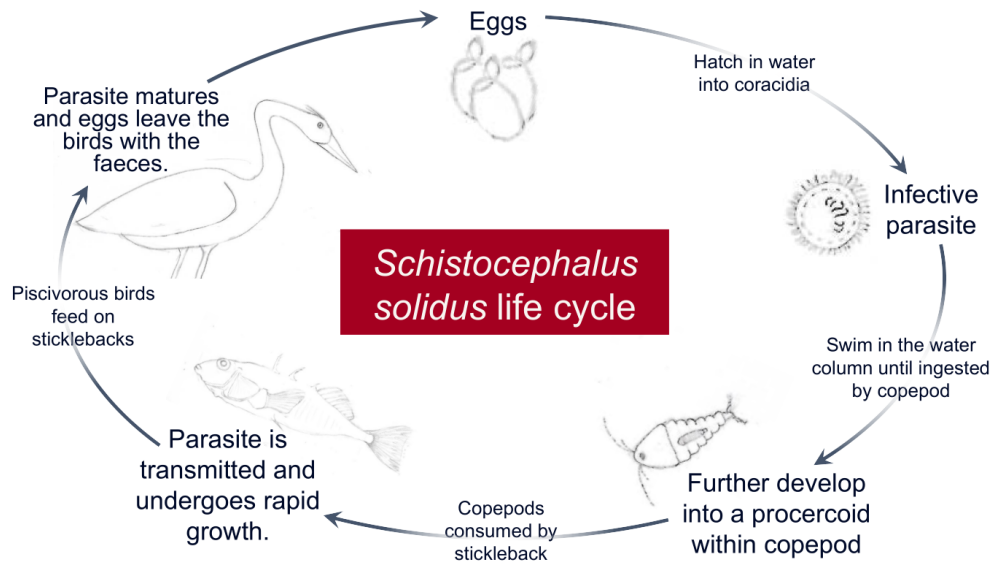 Eggs
Hatch in water
into coracidia
Infective
parasite
Swim in the water
column until ingested
by copepod
Further develop
into a procercoid
within copepod
Copepods
consumed by
stickleback
Parasite is
transmitted and
undergoes rapid
growth.
Piscivorous birds
feed on
sticklebacks
Parasite matures
and eggs leave the
birds with the
faeces.
Schistocephalus
solidus life cycle